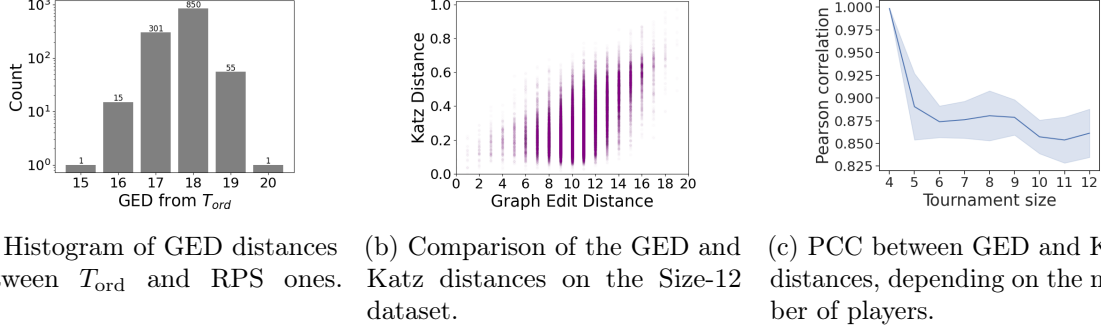 10³
10²
10¹
10⁰
Count
1
15
301
850
55
1
15 16 17 18 19 20
GED from T_ord
1.0
0.8
0.6
0.4
0.2
0.0
Katz Distance
0 2 4 6 8 10 12 14 16 18 20
Graph Edit Distance
1.000
0.975
0.950
0.925
0.900
0.875
0.850
0.825
Pearson correlation
4 5 6 7 8 9 10 11 12
Tournament size
Histogram of GED distances
ween T_ord and RPS ones.
(b) Comparison of the GED and
Katz distances on the Size-12
dataset.
(c) PCC between GED and K
distances, depending on the n
ber of players.